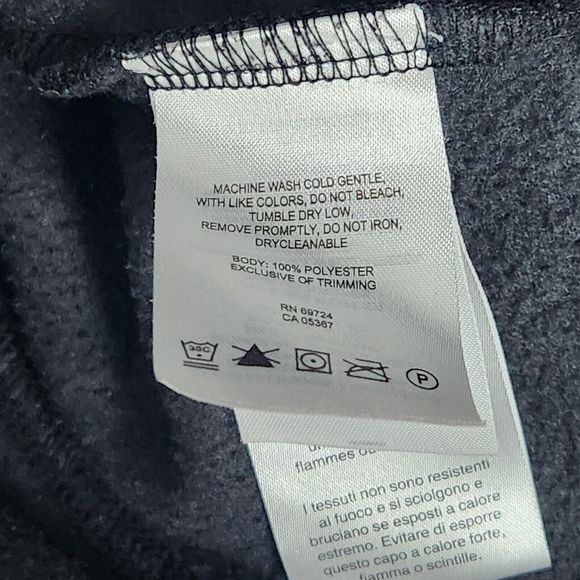 MACHINE WASH COLD GENTLE,
WITH LIKE COLORS, DO NOT BLEACH,
TUMBLE DRY LOW,
REMOVE PROMPTLY, DO NOT IRON,
DRYCLEANABLE
BODY: 100% POLYESTER
EXCLUSIVE OF TRIMMING
RN 69724
CA 05367
30C
P
flammes ou
I tessuti non sono resistenti
al fuoco e si sciolgono e
bruciano se esposti a calore
estremo. Evitare di esporre
questo capo a calore forte,
fiamma o scintille.